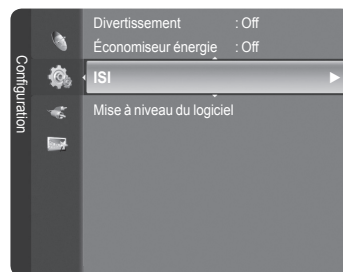 Configuration
Divertissement : Off
Économiseur énergie : Off
ISI
Mise à niveau du logiciel